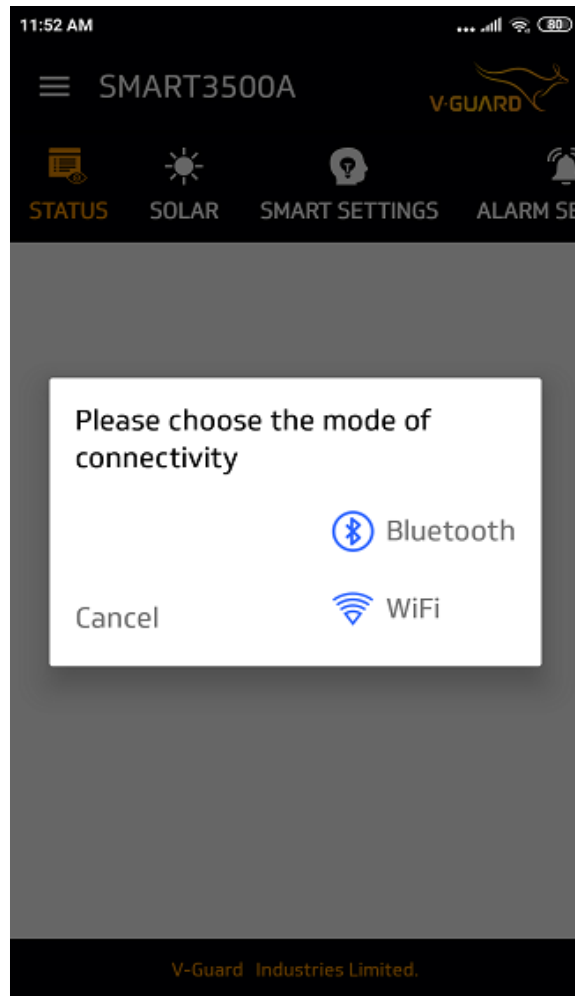 11:52 AM
80
SMART3500A
V-GUARD
STATUS SOLAR SMART SETTINGS ALARM SE
Please choose the mode of
connectivity
Bluetooth
Cancel WiFi
V-Guard Industries Limited.